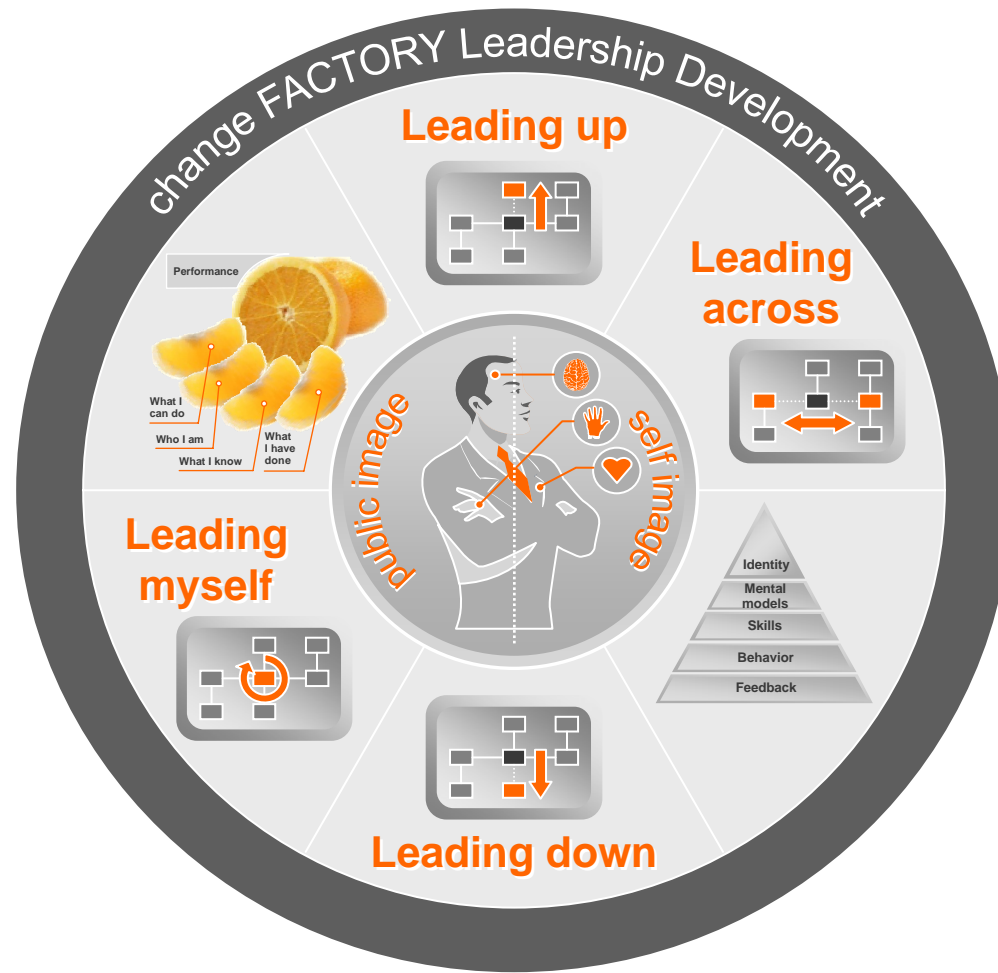 change FACTORY Leadership Development
Leading up
Leading
across
Performance
What I
can do
Who I am
What I know
What
I have
done
public image
self image
Leading
myself
Identity
Mental
models
Skills
Behavior
Feedback
Leading down